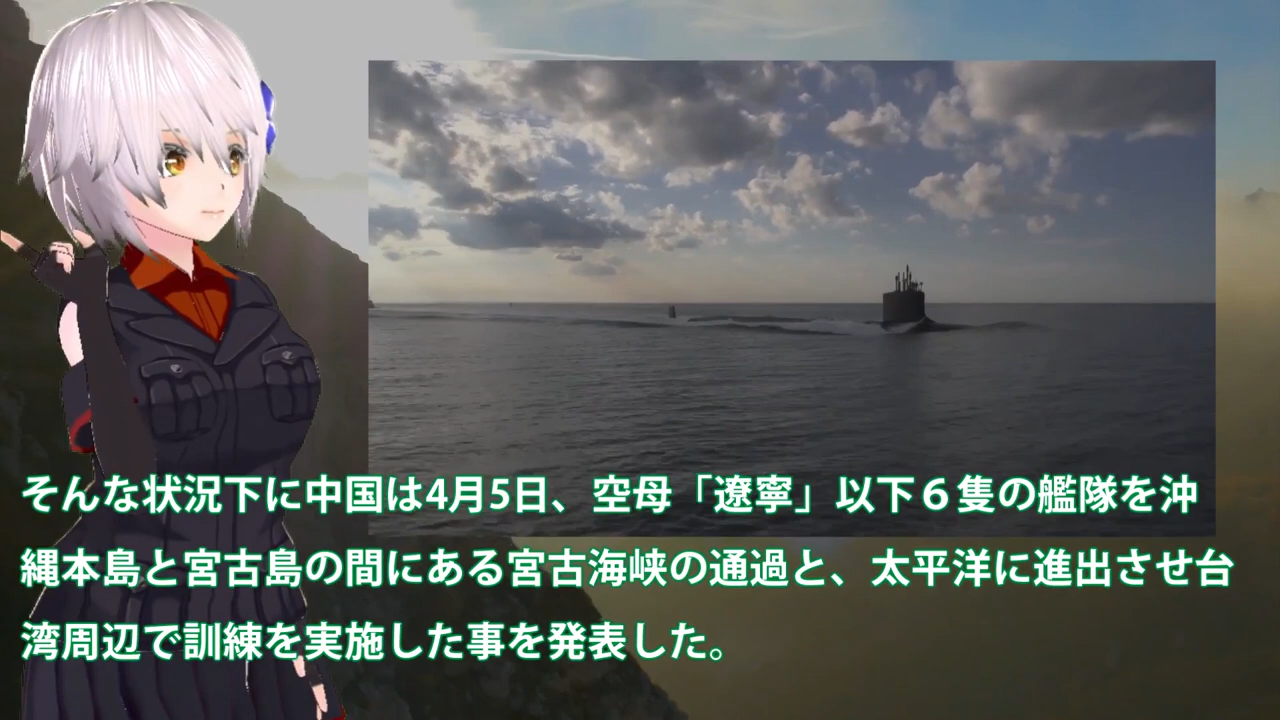 そんな状況下に中国は4月5日、空母「遼寧」以下６隻の艦隊を沖
縄本島と宮古島の間にある宮古海峡の通過と、太平洋に進出させ台
湾周辺で訓練を実施した事を発表した。